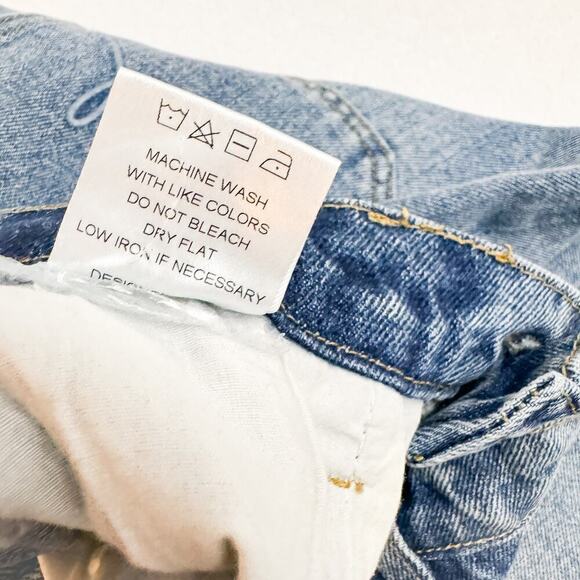 MACHINE WASH
WITH LIKE COLORS
DO NOT BLEACH
DRY FLAT
LOW IRON IF NECESSARY